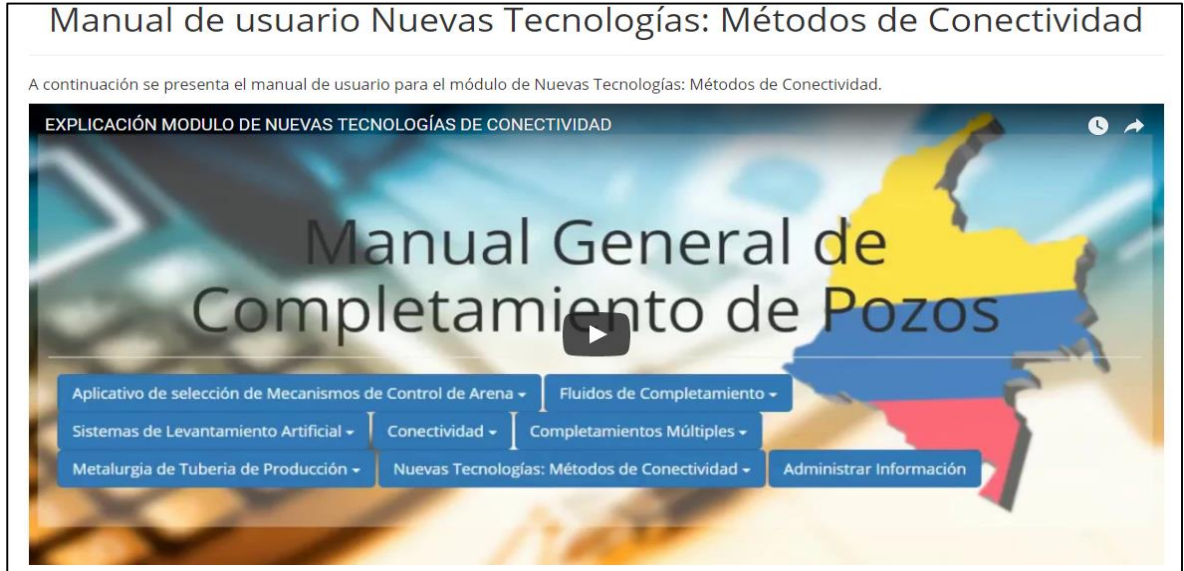 Manual de usuario Nuevas Tecnologías: Métodos de Conectividad
A continuación se presenta el manual de usuario para el módulo de Nuevas Tecnologías: Métodos de Conectividad.
EXPLICACIÓN MODULO DE NUEVAS TECNOLOGÍAS DE CONECTIVIDAD
Manual General de
Completamiento de Pozos
Aplicativo de selección de Mecanismos de Control de Arena Fluidos de Completamiento
Sistemas de Levantamiento Artificial Conectividad Completamientos Múltiples
Metalurgia de Tuberia de Producción Nuevas Tecnologías: Métodos de Conectividad Administrar Información